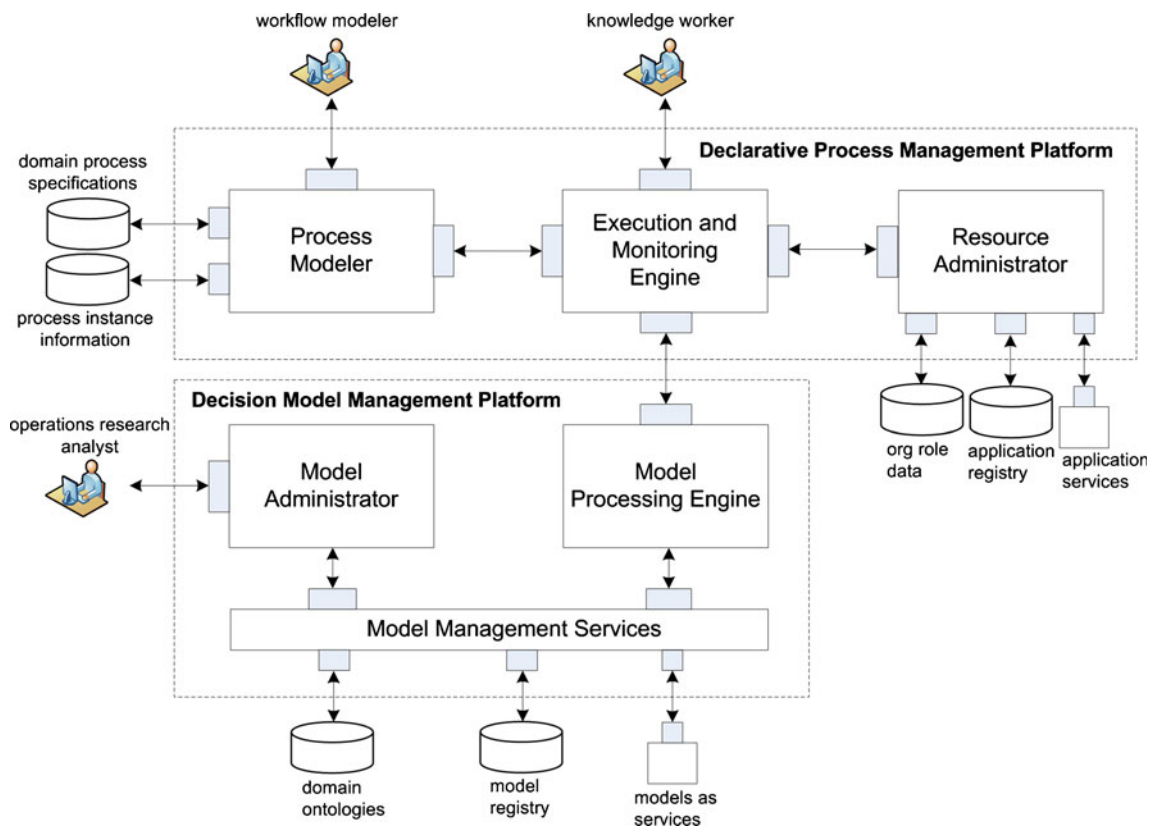 workflow modeler
knowledge worker
Declarative Process Management Platform
domain process
specifications
process instance
information
Process
Modeler
Execution and
Monitoring
Engine
Resource
Administrator
org role
data
application
registry
application
services
Decision Model Management Platform
operations research
analyst
Model
Administrator
Model
Processing Engine
Model Management Services
domain
ontologies
model
registry
models as
services